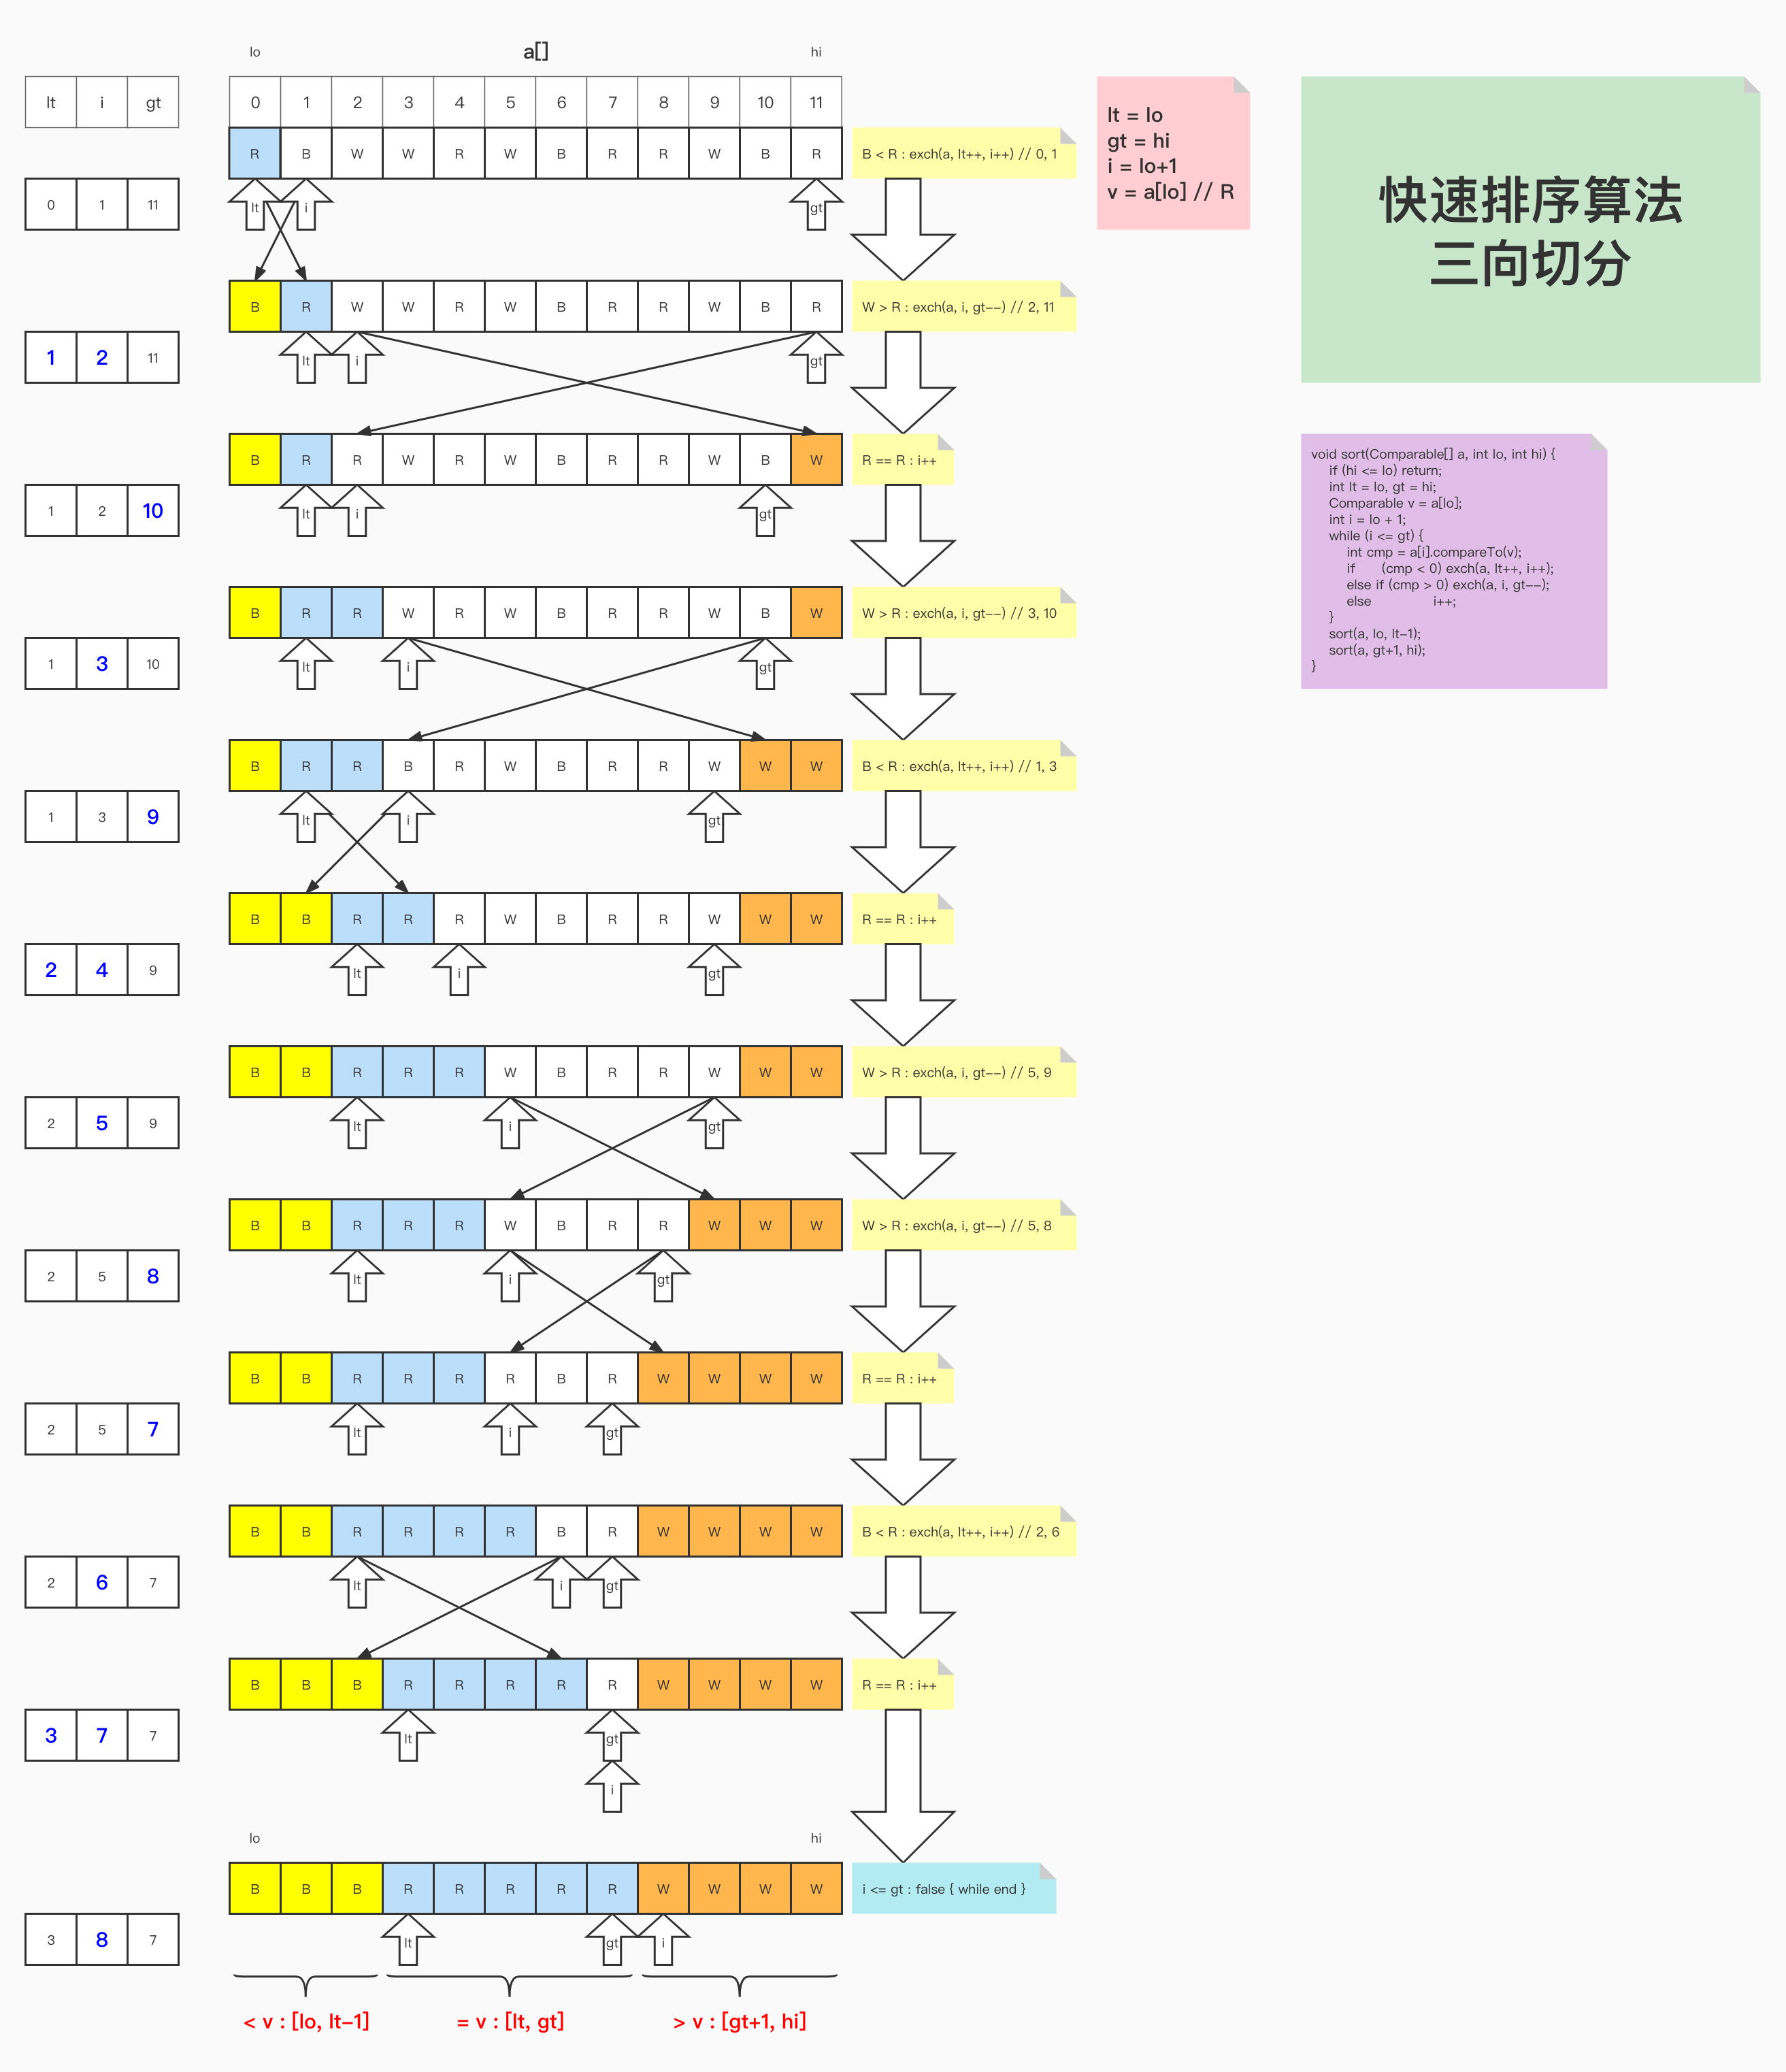 lo a[] hi
lt i gt
0 1 2 3 4 5 6 7 8 9 10 11
R B W W R W B R R W B R
B < R : exch(a, lt++, i++) // 0, 1
0 1 11
lt i gt
B R W W R W B R R W B R
W > R : exch(a, i, gt--) // 2, 11
1 2 11
lt i gt
B R R W R W B R R W B W
R == R : i++
1 2 10
lt i gt
B R R W R W B R R W B W
W > R : exch(a, i, gt--) // 3, 10
1 3 10
lt i gt
B R R B R W B R R W W W
B < R : exch(a, lt++, i++) // 1, 3
1 3 9
lt i gt
B B R R R W B R R W W W
R == R : i++
2 4 9
lt i gt
B B R R R W B R R W W W
W > R : exch(a, i, gt--) // 5, 9
2 5 9
lt i gt
B B R R R W B R R W W W
W > R : exch(a, i, gt--) // 5, 8
2 5 8
lt i gt
B B R R R R B R W W W W
R == R : i++
2 5 7
lt i gt
B B R R R R B R W W W W
B < R : exch(a, lt++, i++) // 2, 6
2 6 7
lt i gt
B B B R R R R R W W W W
R == R : i++
3 7 7
lt gt
i
lo hi
B B B R R R R R W W W W
i <= gt : false { while end }
3 8 7
lt gt i
< v : [lo, lt-1] = v : [lt, gt] > v : [gt+1, hi]
lt = lo
gt = hi
i = lo+1
v = a[lo] // R
快速排序算法
三向切分
void sort(Comparable[] a, int lo, int hi) {
if (hi <= lo) return;
int lt = lo, gt = hi;
Comparable v = a[lo];
int i = lo + 1;
while (i <= gt) {
int cmp = a[i].compareTo(v);
if (cmp < 0) exch(a, lt++, i++);
else if (cmp > 0) exch(a, i, gt--);
else i++;
}
sort(a, lo, lt-1);
sort(a, gt+1, hi);
}